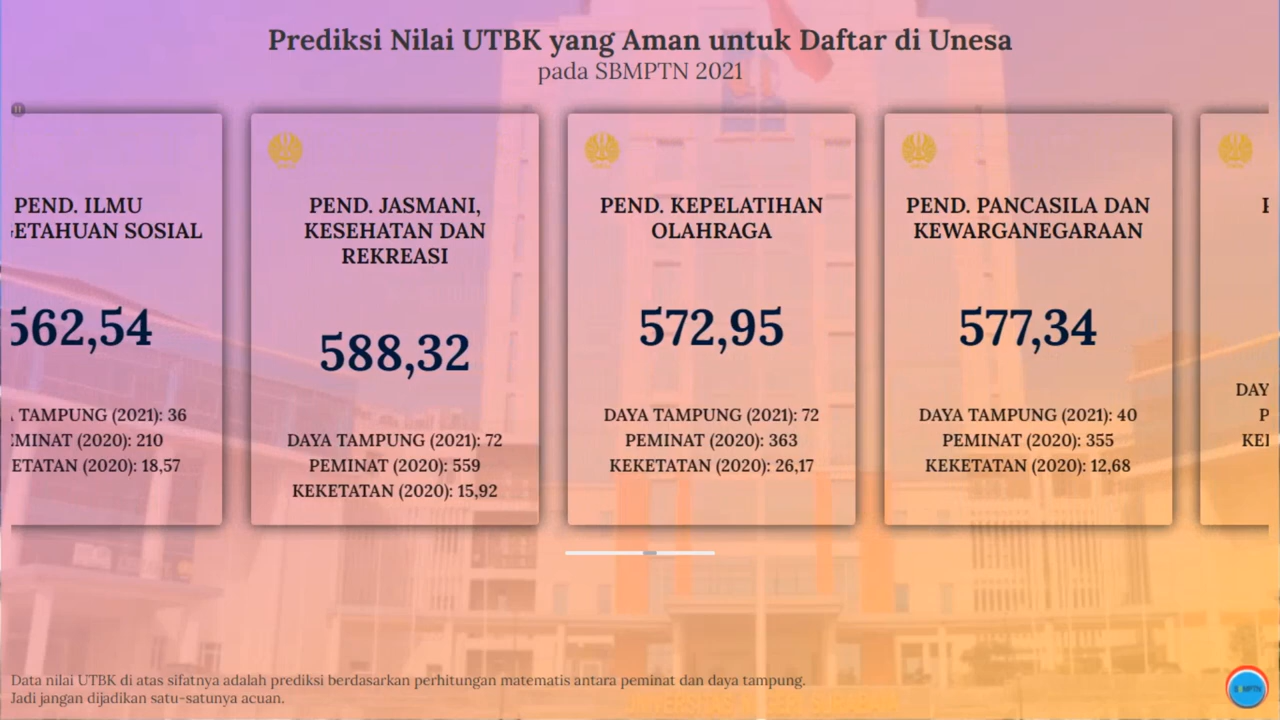 Prediksi Nilai UTBK yang Aman untuk Daftar di Unesa
pada SBMPTN 2021
PEND. ILMU
ETAHUAN SOSIAL
562,54
TAMPUNG (2021): 36
MINAT (2020): 210
ETATAN (2020): 18,57
PEND. JASMANI,
KESEHATAN DAN
REKREASI
588,32
DAYA TAMPUNG (2021): 72
PEMINAT (2020): 559
KEKETATAN (2020): 15,92
PEND. KEPELATIHAN
OLAHRAGA
572,95
DAYA TAMPUNG (2021): 72
PEMINAT (2020): 363
KEKETATAN (2020): 26,17
PEND. PANCASILA DAN
KEWARGANEGARAAN
577,34
DAYA TAMPUNG (2021): 40
PEMINAT (2020): 355
KEKETATAN (2020): 12,68
DAY
P
KEI
Data nilai UTBK di atas sifatnya adalah prediksi berdasarkan perhitungan matematis antara peminat dan daya tampung.
Jadi jangan dijadikan satu-satunya acuan.
SBMPTN